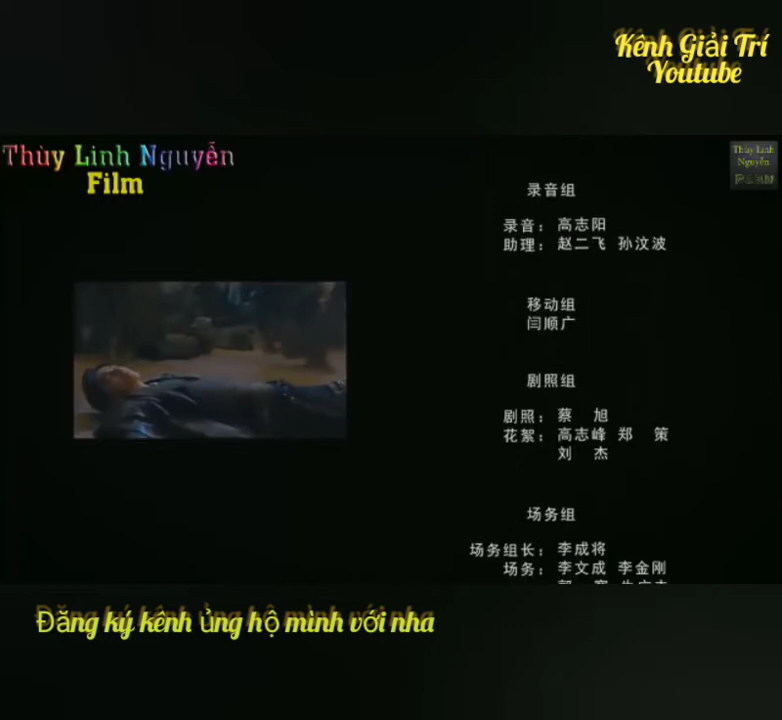 Kênh Giải Trí
Youtube
Thùy Linh Nguyễn
Film
Thùy Linh
Nguyễn
录音组
录音：高志阳
助理：赵二飞 孙汶波
移动组
闫顺广
剧照组
剧照：蔡 旭
花絮：高志峰 郑 策
刘 杰
场务组
场务组长：李成将
场务：李文成 李金刚
Đăng ký kênh ủng hộ mình với nha